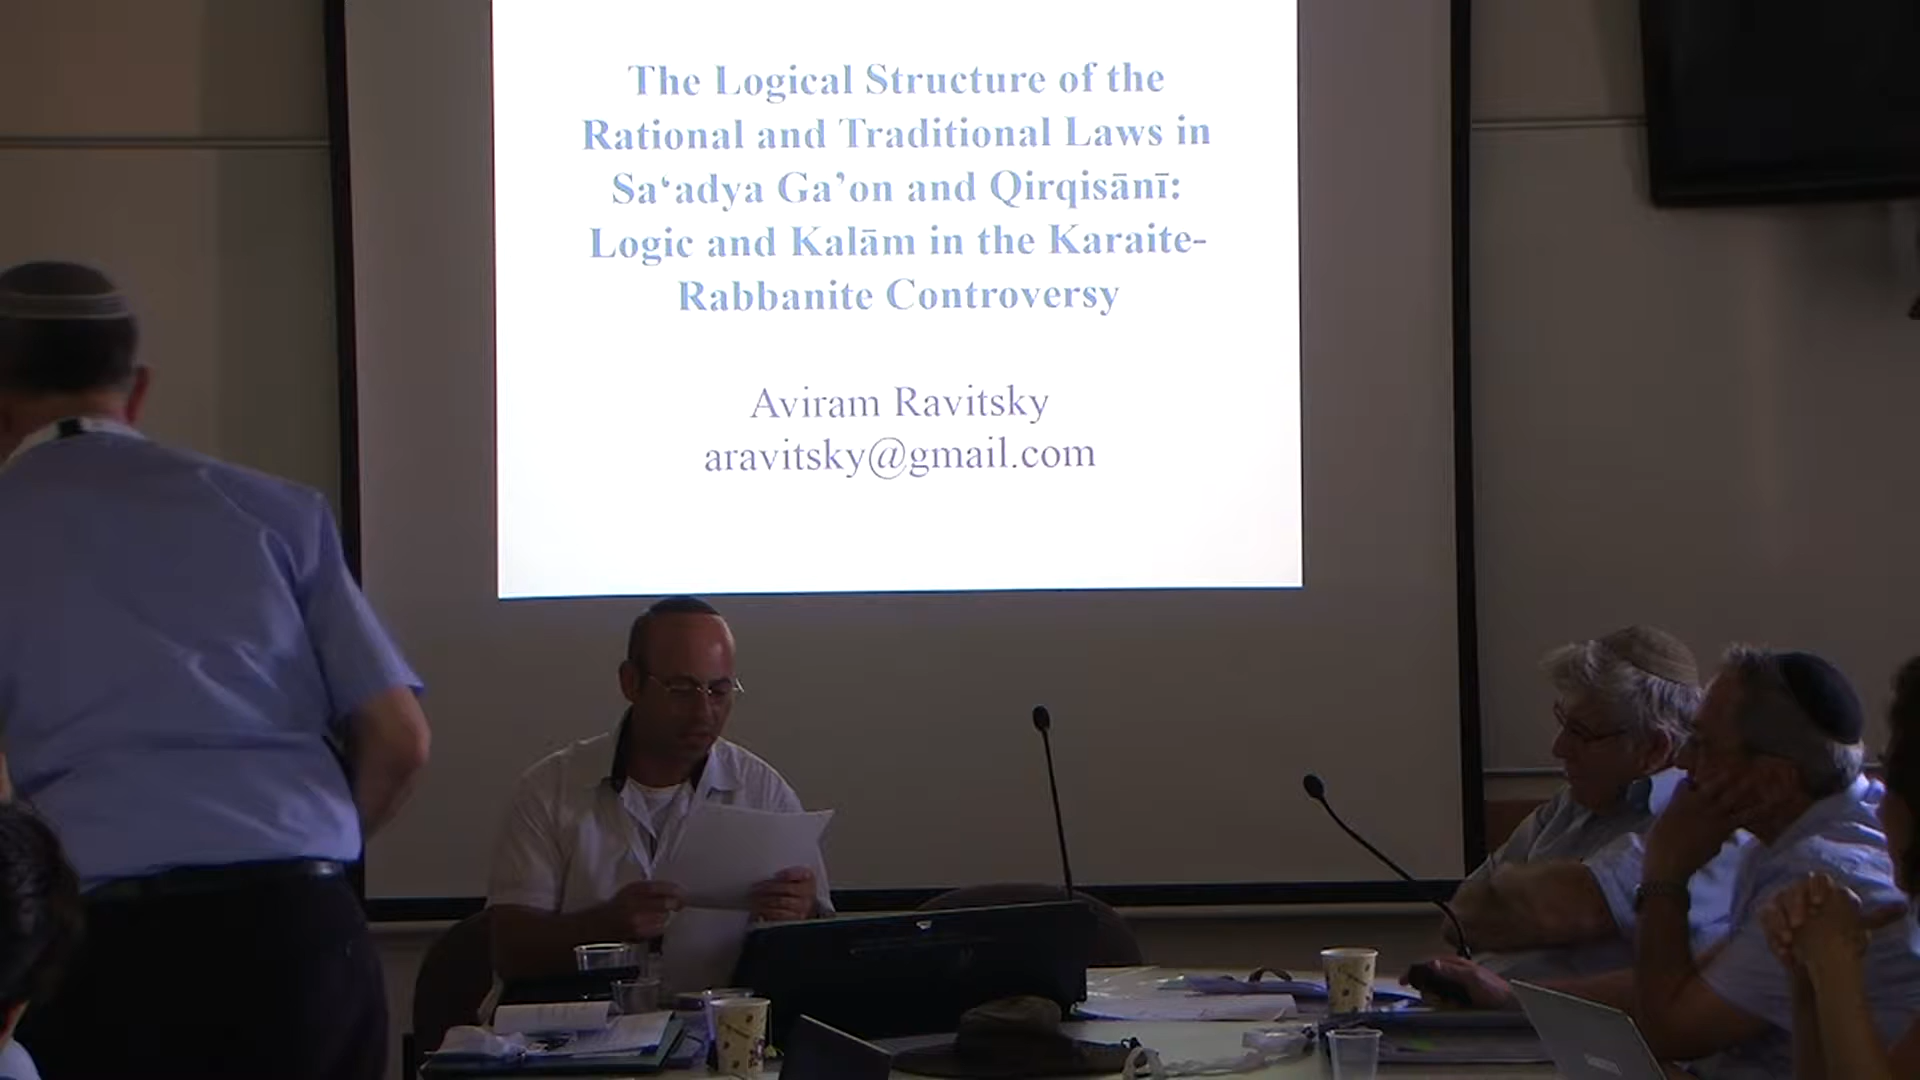 The Logical Structure of the
Rational and Traditional Laws in
Sa‘adya Ga’on and Qirqisānī:
Logic and Kalām in the Karaite-
Rabbanite Controversy
Aviram Ravitsky
aravitsky@gmail.com